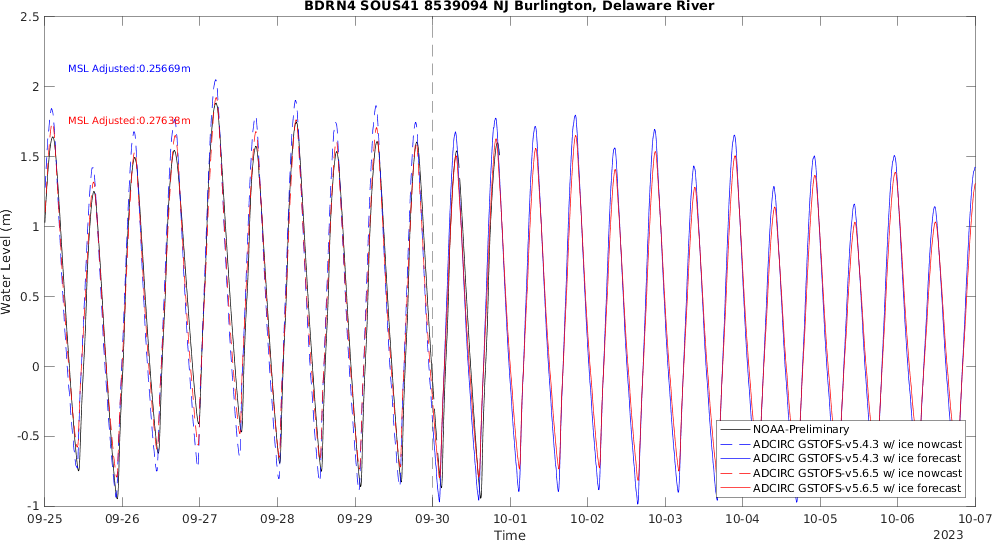 BDRN4 SOUS41 8539094 NJ Burlington, Delaware River
2.5
2
1.5
1
0.5
0
-0.5
-1
Water Level (m)
MSL Adjusted:0.25669m
MSL Adjusted:0.27633m
NOAA-Preliminary
ADCIRC GSTOFS-v5.4.3 w/ ice nowcast
ADCIRC GSTOFS-v5.4.3 w/ ice forecast
ADCIRC GSTOFS-v5.6.5 w/ ice nowcast
ADCIRC GSTOFS-v5.6.5 w/ ice forecast
09-25 09-26 09-27 09-28 09-29 09-30 10-01 10-02 10-03 10-04 10-05 10-06 10-07
Time
2023